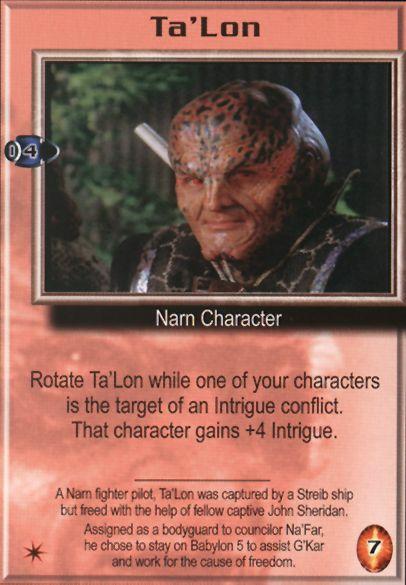 Ta'Lon
4
Narn Character
Rotate Ta'Lon while one of your characters
is the target of an Intrigue conflict.
That character gains +4 Intrigue.
A Narn fighter pilot, Ta'Lon was captured by a Streib ship
but freed with the help of fellow captive John Sheridan.
Assigned as a bodyguard to councilor Na'Far,
he chose to stay on Babylon 5 to assist G'Kar
and work for the cause of freedom.
7